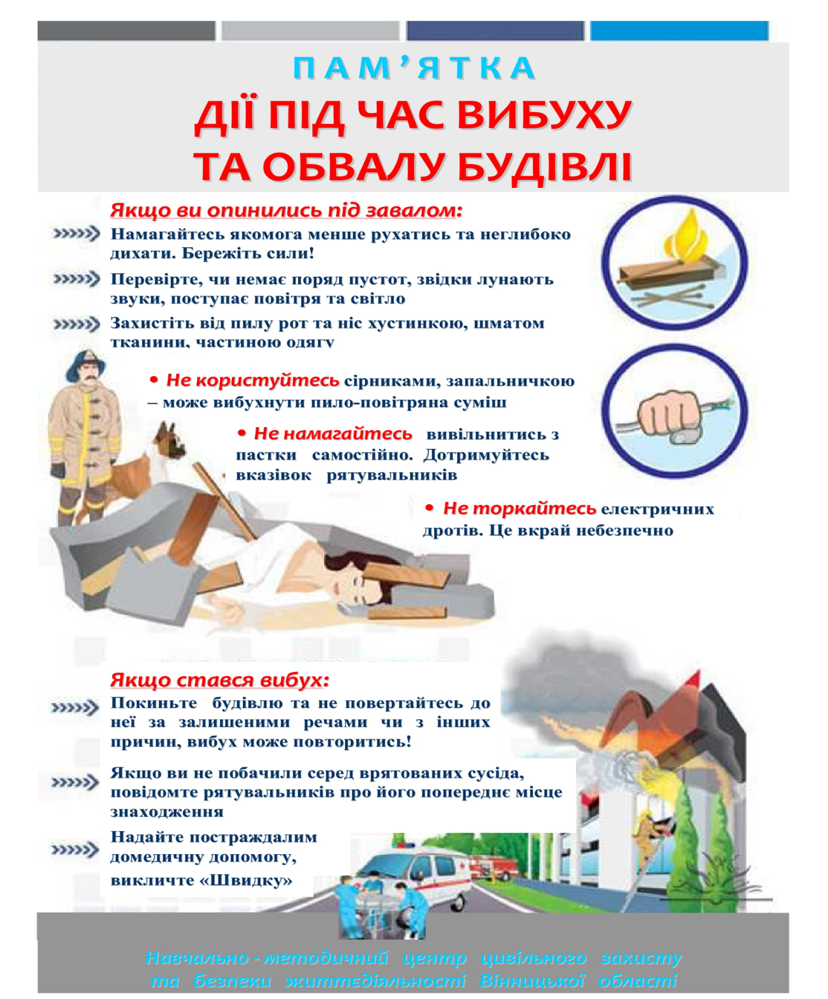 ПАМ’ЯТКА
ДІЇ ПІД ЧАС ВИБУХУ
ТА ОБВАЛУ БУДІВЛІ
Якщо ви опинились під завалом:
Намагайтесь якомога менше рухатись та неглибоко
дихати. Бережіть сили!
Перевірте, чи немає поряд пустот, звідки лунають
звуки, поступає повітря та світло
Захистіть від пилу рот та ніс хустинкою, шматом
тканини, частиною одягу
• Не користуйтесь сірниками, запальничкою
– може вибухнути пило-повітряна суміш
• Не намагайтесь вивільнитись з
пастки самостійно. Дотримуйтесь
вказівок рятувальників
• Не торкайтесь електричних
дротів. Це вкрай небезпечно
Якщо стався вибух:
Покиньте будівлю та не повертайтесь до
неї за залишеними речами чи з інших
причин, вибух може повторитись!
Якщо ви не побачили серед врятованих сусіда,
повідомте рятувальників про його попереднє місце
знаходження
Надайте постраждалим
домедичну допомогу,
викличте «Швидку»
Навчально - методичний центр цивільного захисту
та безпеки життєдіяльності Вінницької області